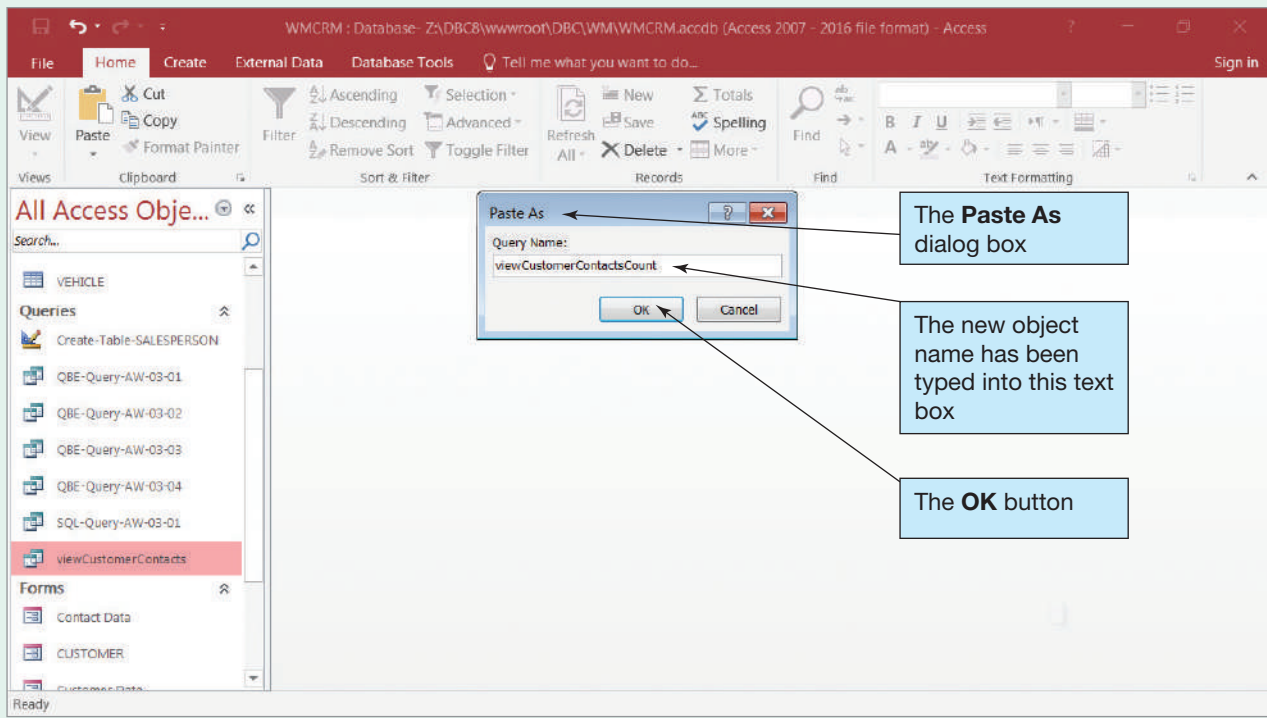 WMCRM : Database- Z:\DBC8\wwwroot\DBC\WM\WMCRM.accdb (Access 2007 - 2016 file format) - Access
?
File Home Create External Data Database Tools Tell me what you want to do... Sign in
View
Paste
Cut
Copy
Format Painter
Filter
Ascending
Descending
Remove Sort
Selection
Advanced
Toggle Filter
Refresh
All
New
Save
Delete
Totals
Spelling
More
Find
B I U
A
Views Clipboard Sort & Filter Records Find Text Formatting
All Access Obje...
Search...
VEHICLE
Queries
Create-Table-SALESPERSON
QBE-Query-AW-03-01
QBE-Query-AW-03-02
QBE-Query-AW-03-03
QBE-Query-AW-03-04
SQL-Query-AW-03-01
viewCustomerContacts
Forms
Contact Data
CUSTOMER
Customer Data
Ready
Paste As
?
Query Name:
viewCustomerContactsCount
OK Cancel
The Paste As
dialog box
The new object
name has been
typed into this text
box
The OK button